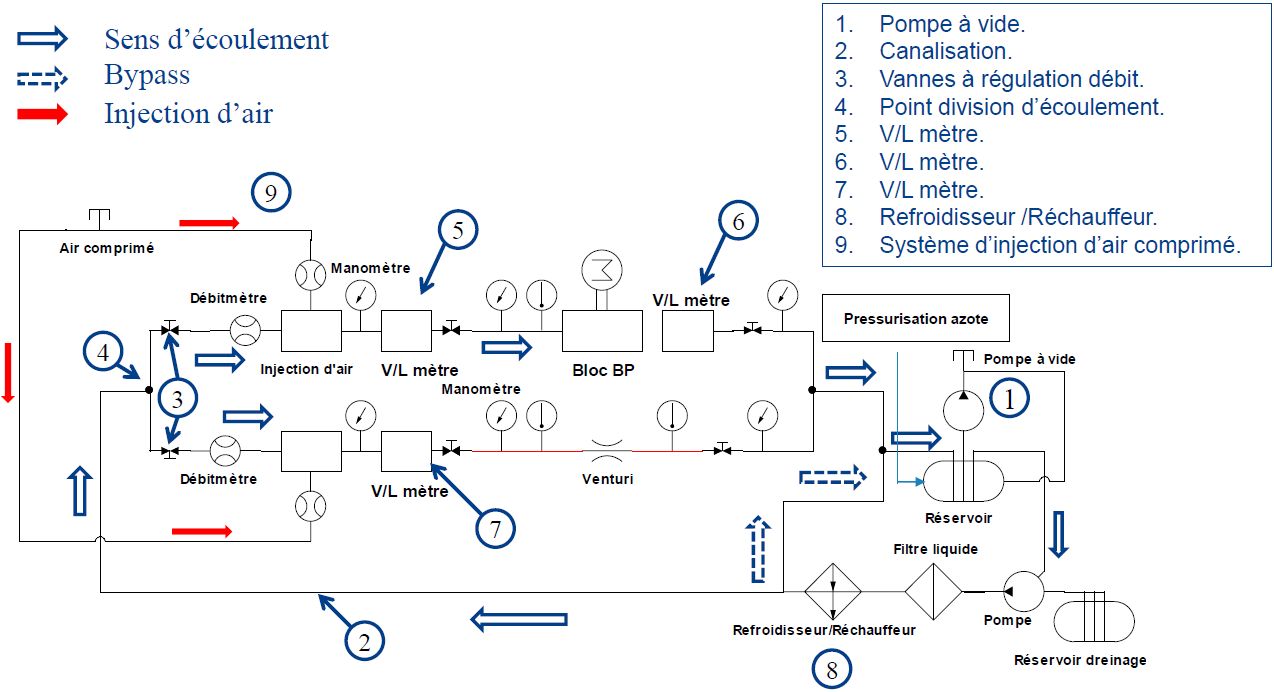 Sens d'écoulement
Bypass
Injection d'air
1. Pompe à vide.
2. Canalisation.
3. Vannes à régulation débit.
4. Point division d'écoulement.
5. V/L mètre.
6. V/L mètre.
7. V/L mètre.
8. Refroidisseur /Réchauffeur.
9. Système d'injection d'air comprimé.
9
5
6
Air comprimé
Manomètre
Débitmètre
V/L mètre
Pressurisation azote
4
Injection d'air
V/L mètre
Bloc BP
Pompe à vide
3
Manomètre
1
Débitmètre
V/L mètre
Venturi
7
Réservoir
Filtre liquide
2
Refroidisseur/Réchauffeur
Pompe
8
Réservoir dreinage